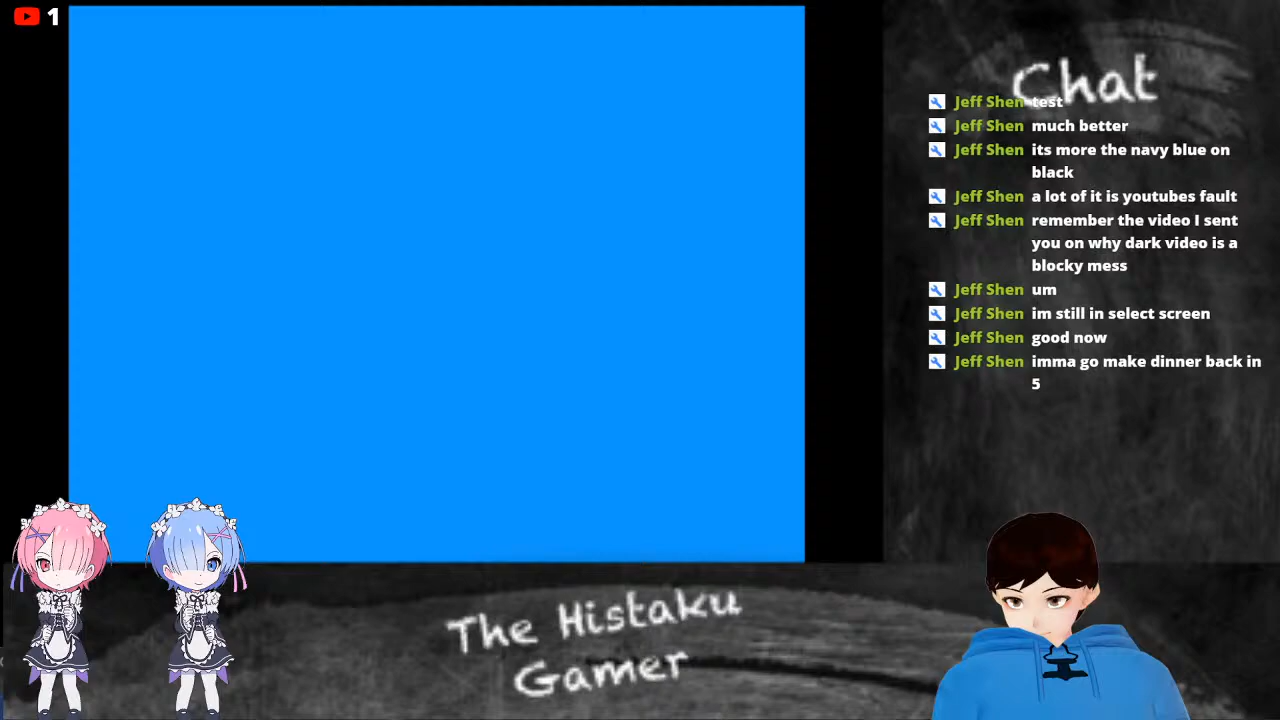 1
Chat
Jeff Shen test
Jeff Shen much better
Jeff Shen its more the navy blue on
black
Jeff Shen a lot of it is youtubes fault
Jeff Shen remember the video I sent
you on why dark video is a
blocky mess
Jeff Shen um
Jeff Shen im still in select screen
Jeff Shen good now
Jeff Shen imma go make dinner back in
5
The Histaku
Gamer